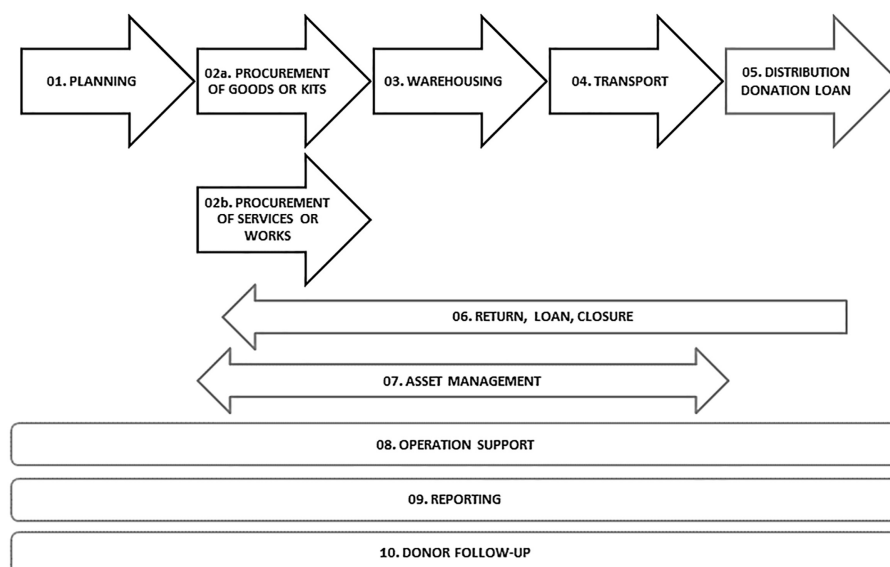 01. PLANNING
02a. PROCUREMENT
OF GOODS OR KITS
03. WAREHOUSING
04. TRANSPORT
05. DISTRIBUTION
DONATION LOAN
02b. PROCUREMENT
OF SERVICES OR
WORKS
06. RETURN, LOAN, CLOSURE
07. ASSET MANAGEMENT
08. OPERATION SUPPORT
09. REPORTING
10. DONOR FOLLOW-UP